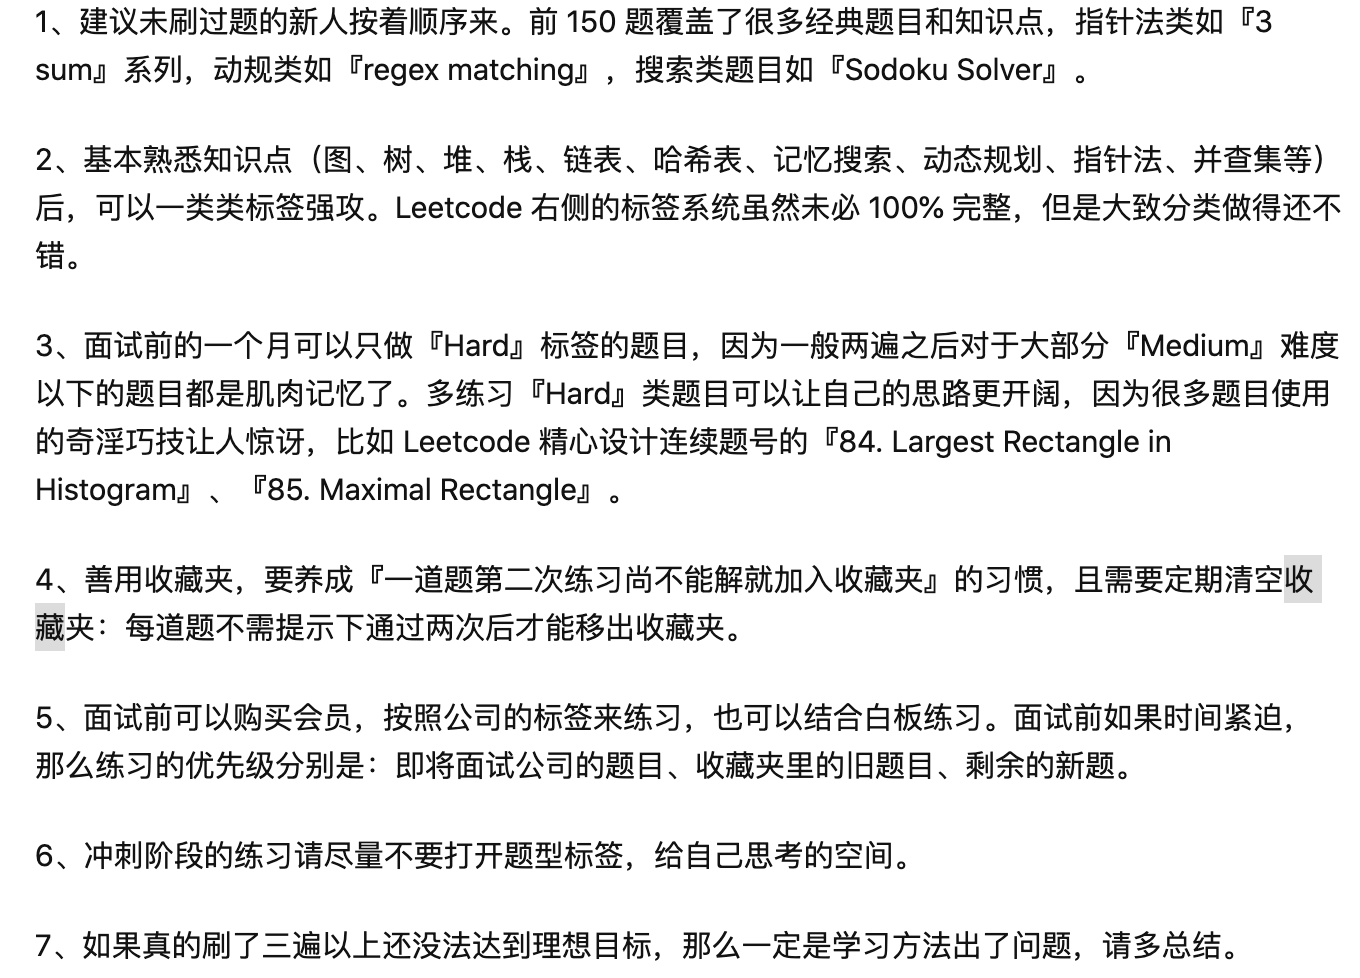 1、建议未刷过题的新人按着顺序来。前 150 题覆盖了很多经典题目和知识点，指针法类如『3
sum』系列，动规类如『regex matching』，搜索类题目如『Sodoku Solver』。
2、基本熟悉知识点（图、树、堆、栈、链表、哈希表、记忆搜索、动态规划、指针法、并查集等）
后，可以一类类标签强攻。Leetcode 右侧的标签系统虽然未必 100% 完整，但是大致分类做得还不
错。
3、面试前的一个月可以只做『Hard』标签的题目，因为一般两遍之后对于大部分『Medium』难度
以下的题目都是肌肉记忆了。多练习『Hard』类题目可以让自己的思路更开阔，因为很多题目使用
的奇淫巧技让人惊讶，比如 Leetcode 精心设计连续题号的『84. Largest Rectangle in
Histogram』、『85. Maximal Rectangle』。
4、善用收藏夹，要养成『一道题第二次练习尚不能解就加入收藏夹』的习惯，且需要定期清空收
藏夹：每道题不需提示下通过两次后才能移出收藏夹。
5、面试前可以购买会员，按照公司的标签来练习，也可以结合白板练习。面试前如果时间紧迫，
那么练习的优先级分别是：即将面试公司的题目、收藏夹里的旧题目、剩余的新题。
6、冲刺阶段的练习请尽量不要打开题型标签，给自己思考的空间。
7、如果真的刷了三遍以上还没法达到理想目标，那么一定是学习方法出了问题，请多总结。